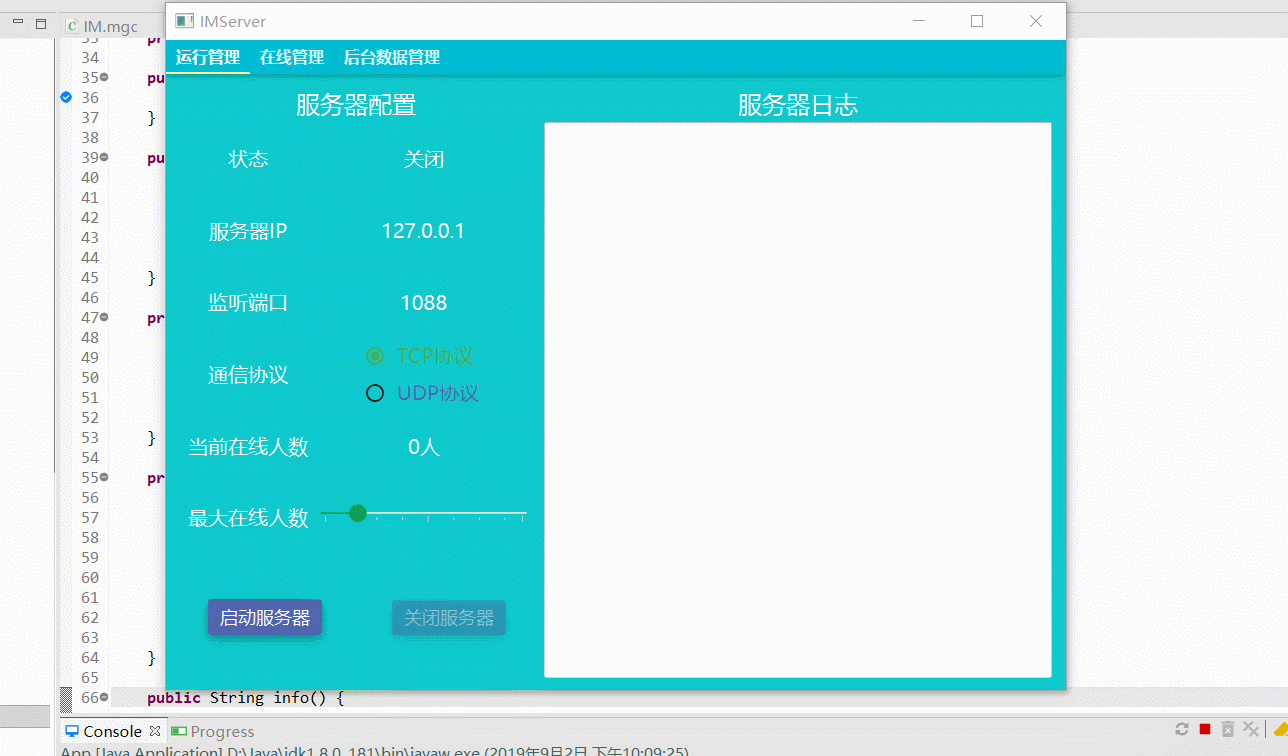 IM.mgc
IMServer
运行管理 在线管理 后台数据管理
服务器配置
服务器日志
状态 关闭
服务器IP 127.0.0.1
监听端口 1088
通信协议
TCP协议
UDP协议
当前在线人数 0人
最大在线人数
启动服务器 关闭服务器
33 pr
34
35 pu
36
37 }
38
39 pu
40
41
42
43
44
45 }
46
47 pr
48
49
50
51
52
53 }
54
55 pr
56
57
58
59
60
61
62
63
64 }
65
66 public String info() {
Console Progress
App [Java Application] D:\Java\jdk1.8.0_181\bin\javaw.exe (2019年9月2日 下午10:09:25)